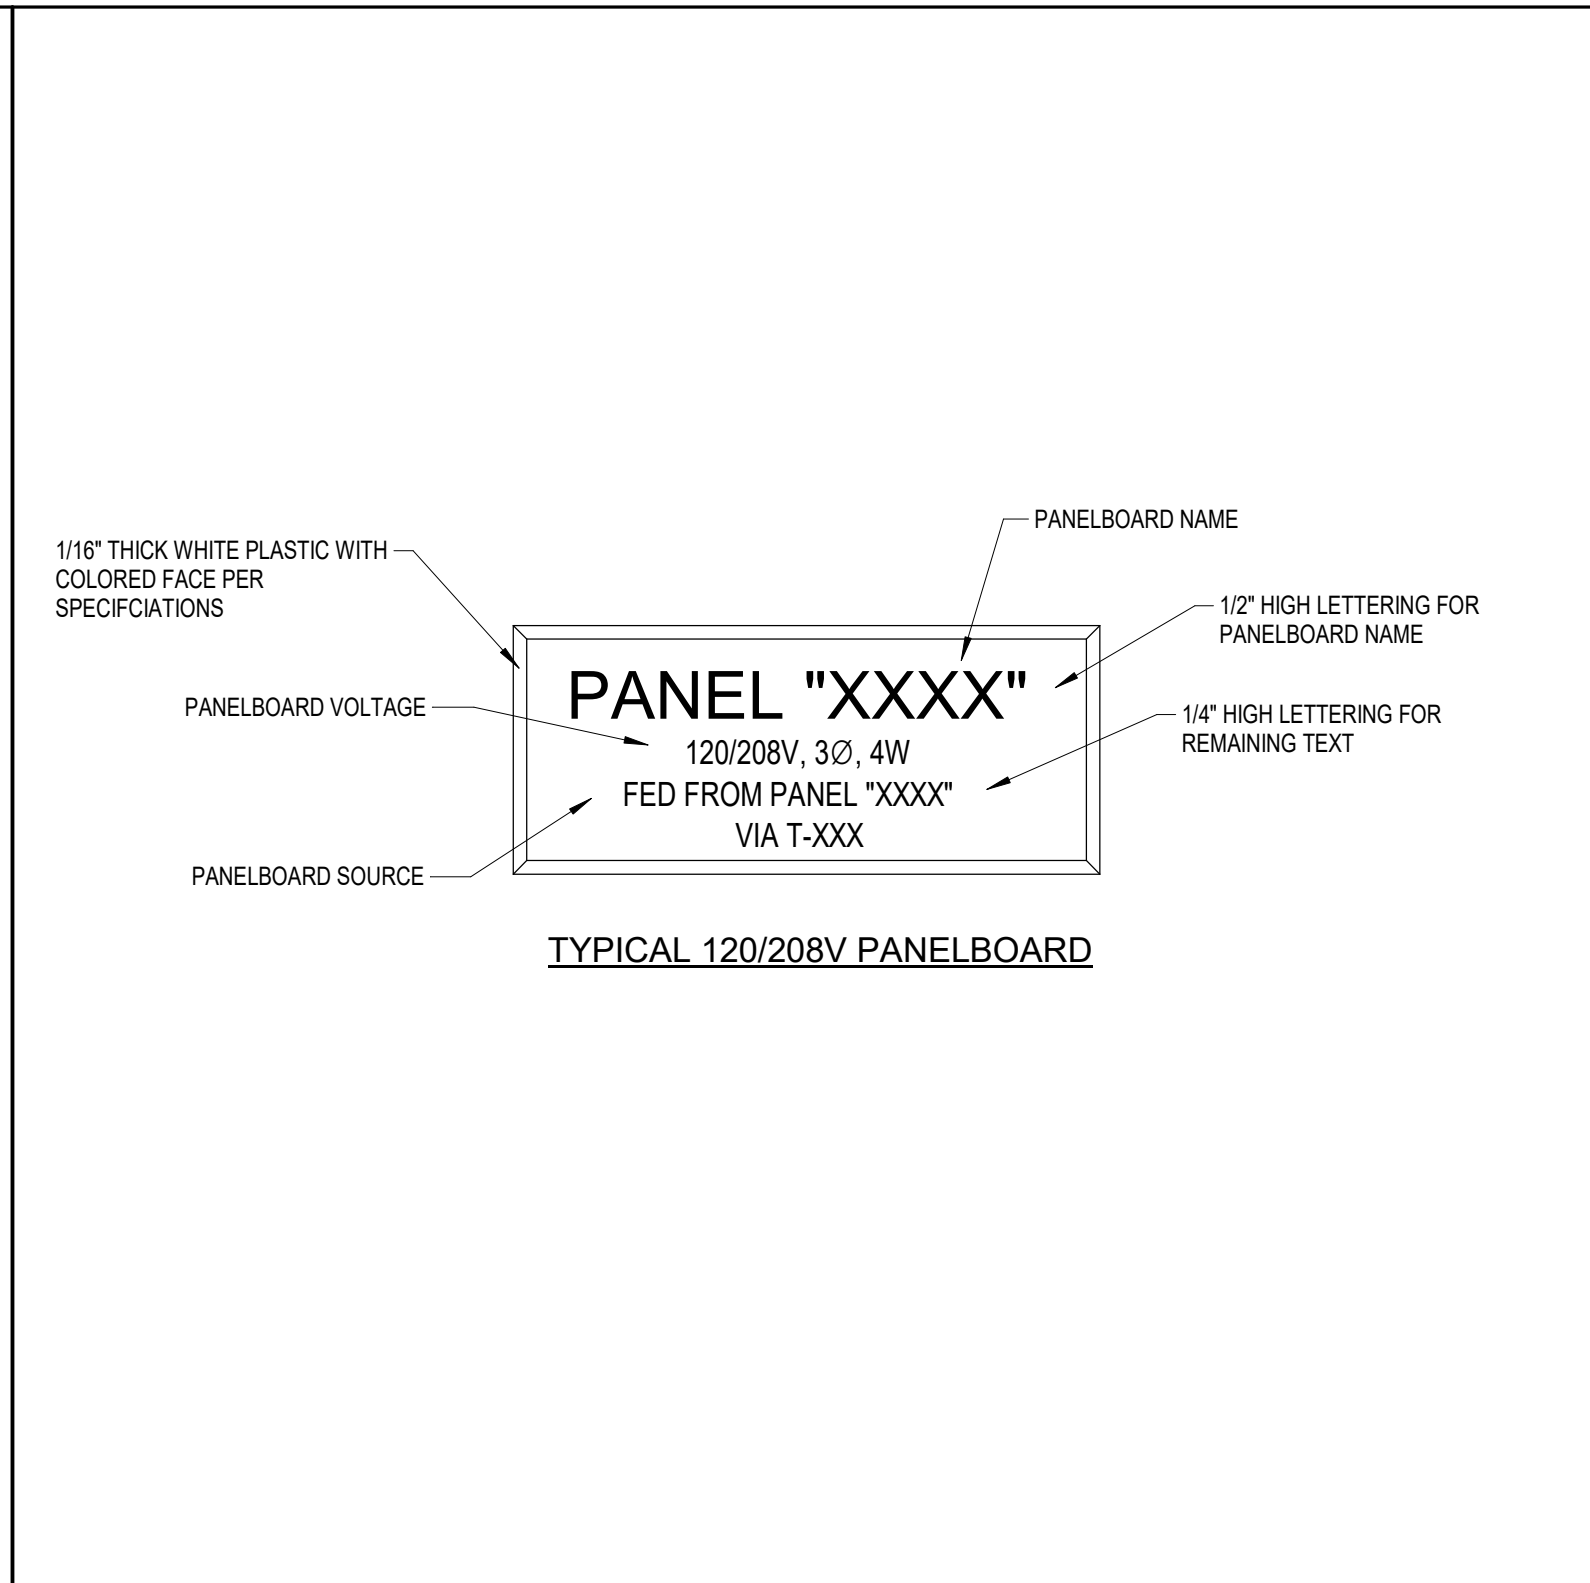 PANELBOARD NAME
1/16" THICK WHITE PLASTIC WITH
COLORED FACE PER
SPECIFCIATIONS
1/2" HIGH LETTERING FOR
PANELBOARD NAME
PANELBOARD VOLTAGE
1/4" HIGH LETTERING FOR
REMAINING TEXT
PANELBOARD SOURCE
PANEL "XXXX"
120/208V, 3Ø, 4W
FED FROM PANEL "XXXX"
VIA T-XXX
TYPICAL 120/208V PANELBOARD